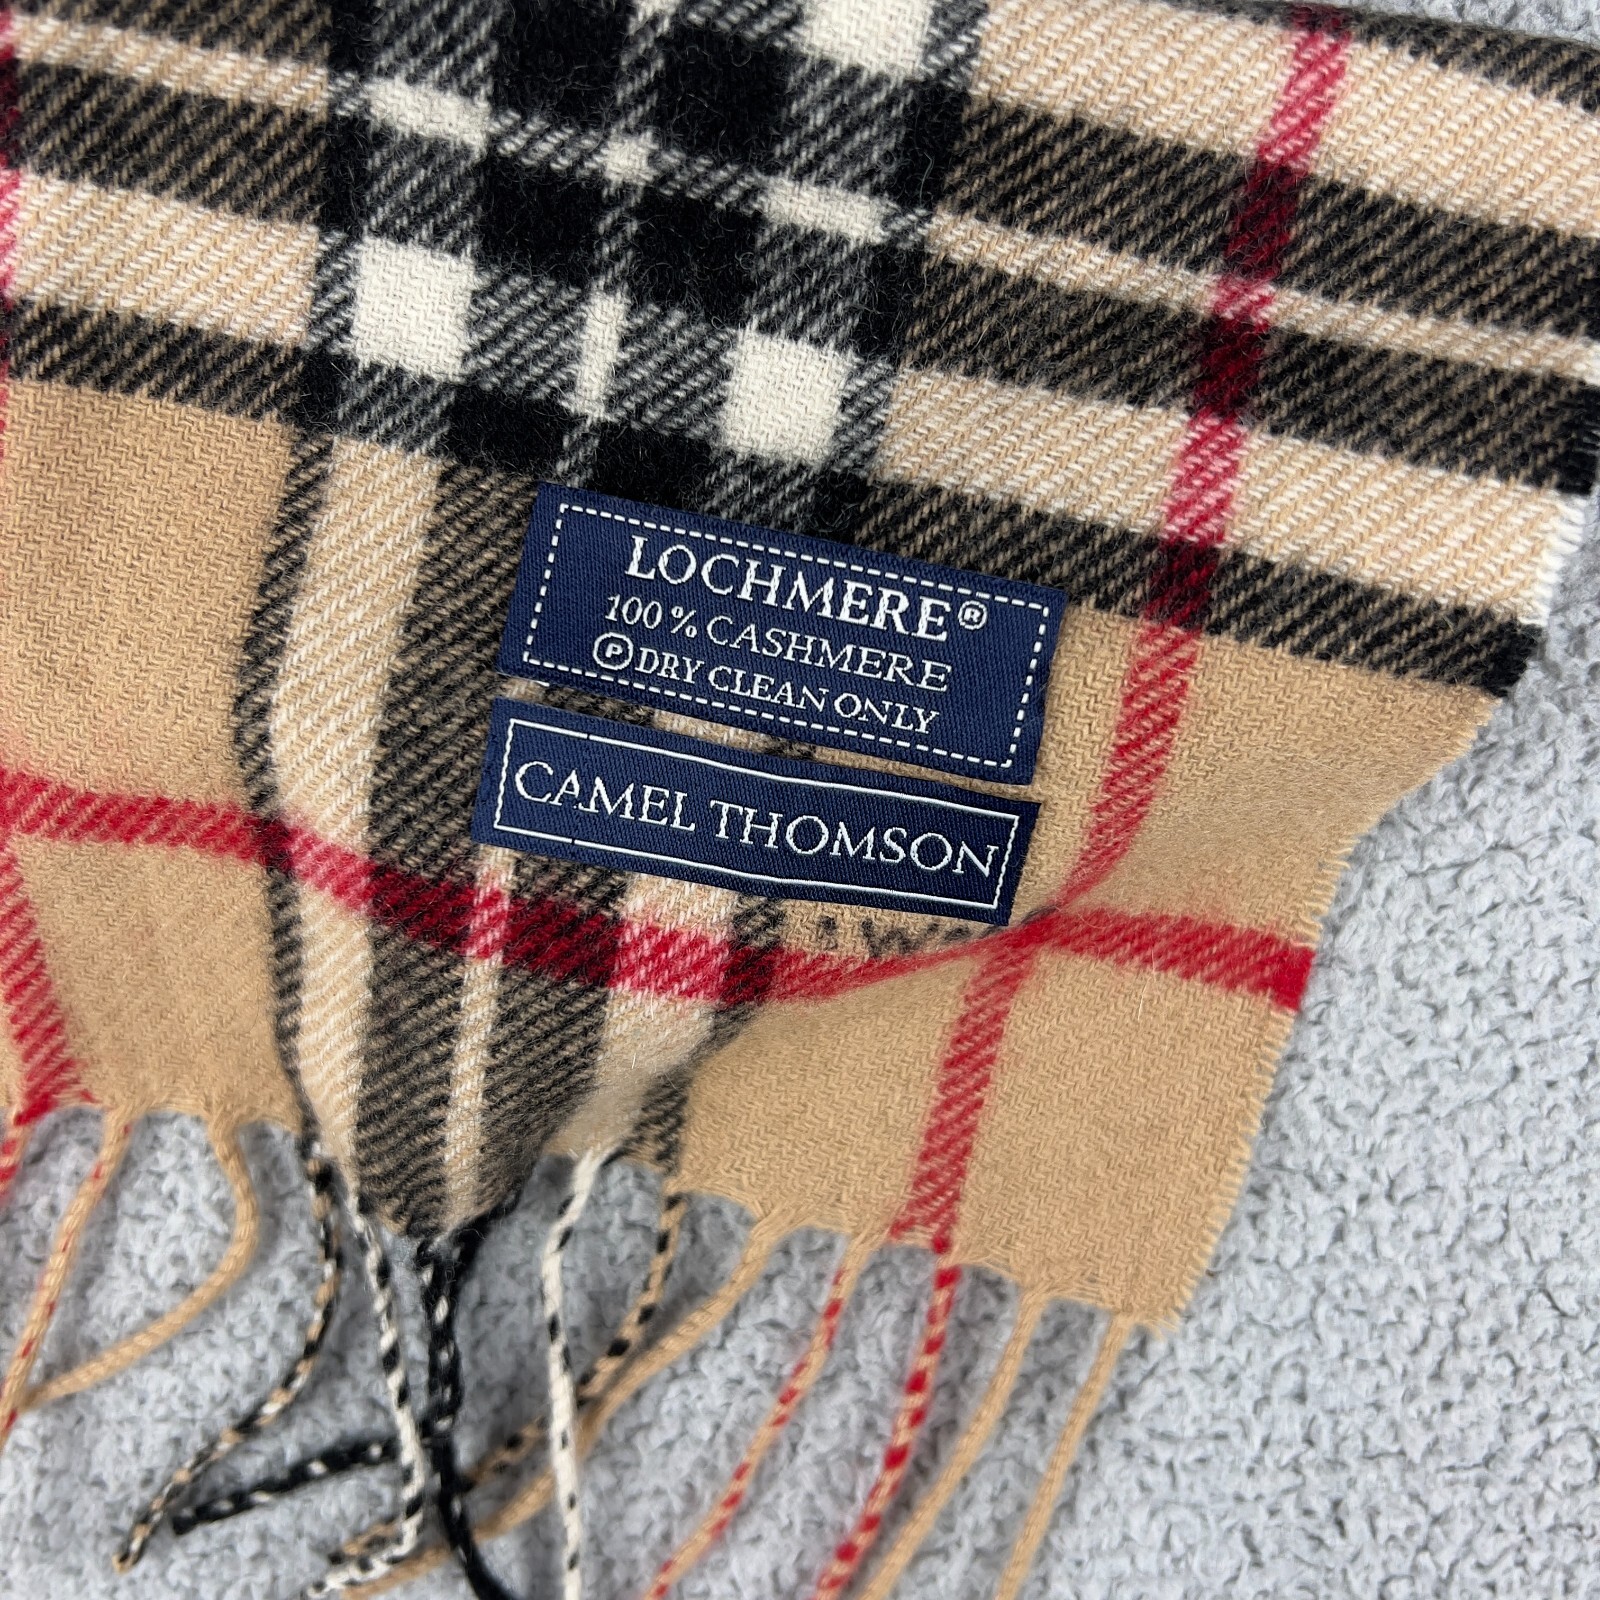 LOCHMERE®
100% CASHMERE
Ⓟ DRY CLEAN ONLY
CAMEL THOMSON